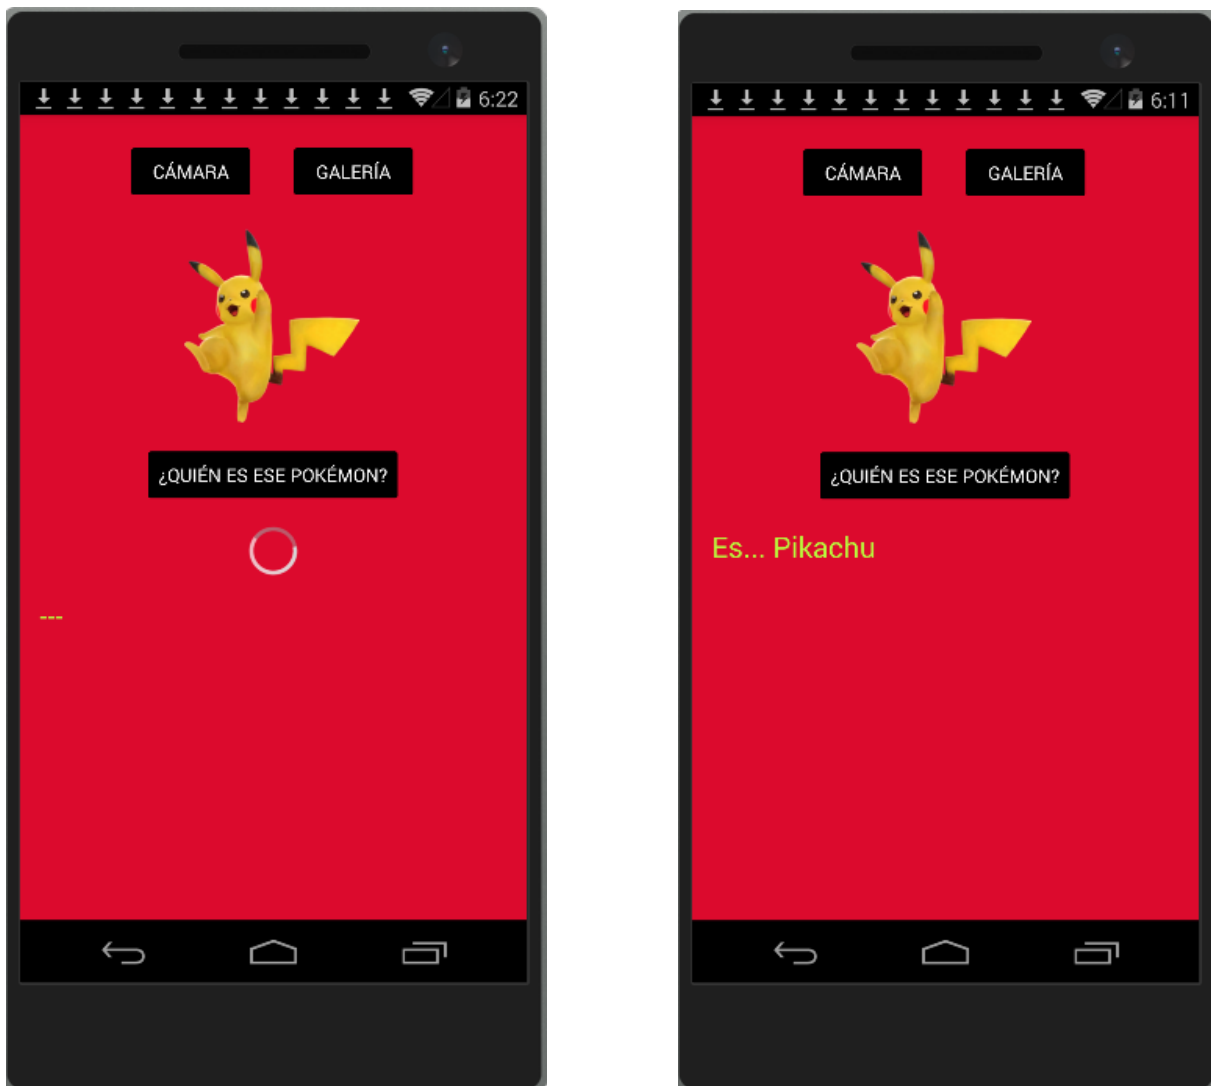 6:22
CÁMARA GALERÍA
¿QUIÉN ES ESE POKÉMON?
---
6:11
CÁMARA GALERÍA
¿QUIÉN ES ESE POKÉMON?
Es... Pikachu